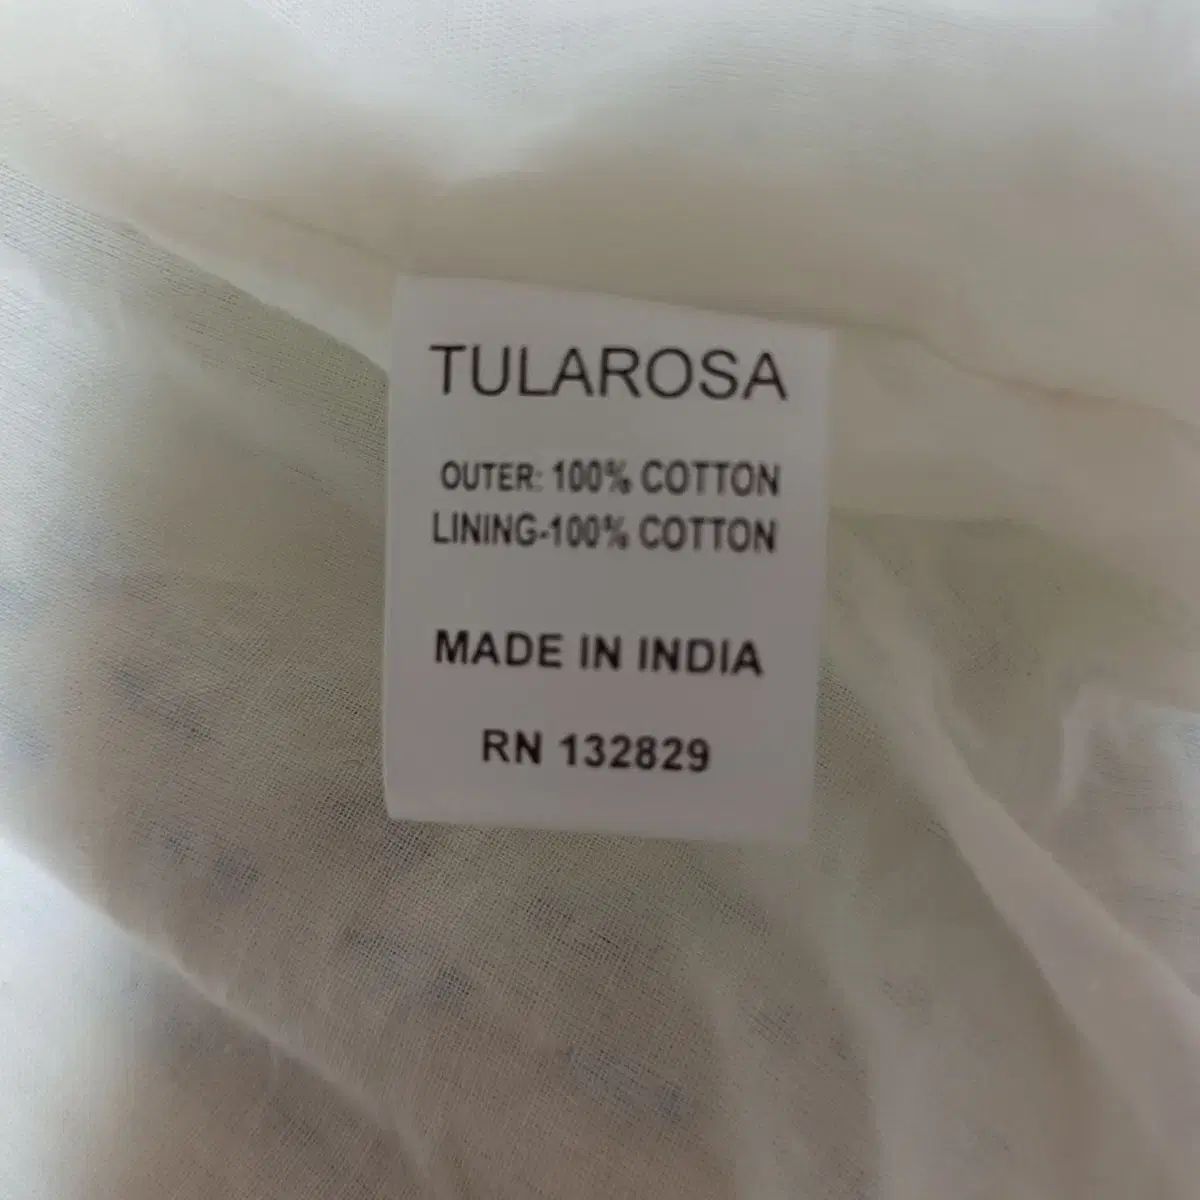 TULAROSA
OUTER: 100% COTTON
LINING-100% COTTON
MADE IN INDIA
RN 132829